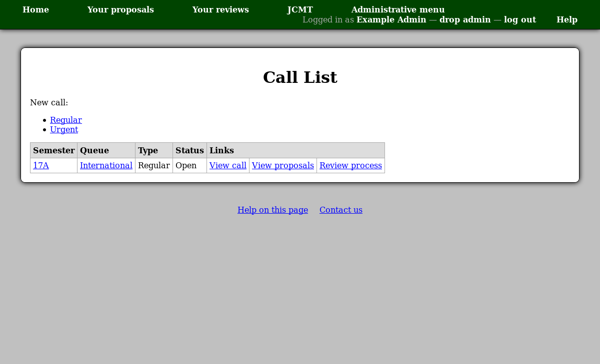 Home Your proposals Your reviews JCMT Administrative menu
Logged in as Example Admin — drop admin — log out Help
Call List
New call:
Regular
Urgent
Semester Queue Type Status Links
17A International Regular Open View call View proposals Review process
Help on this page Contact us